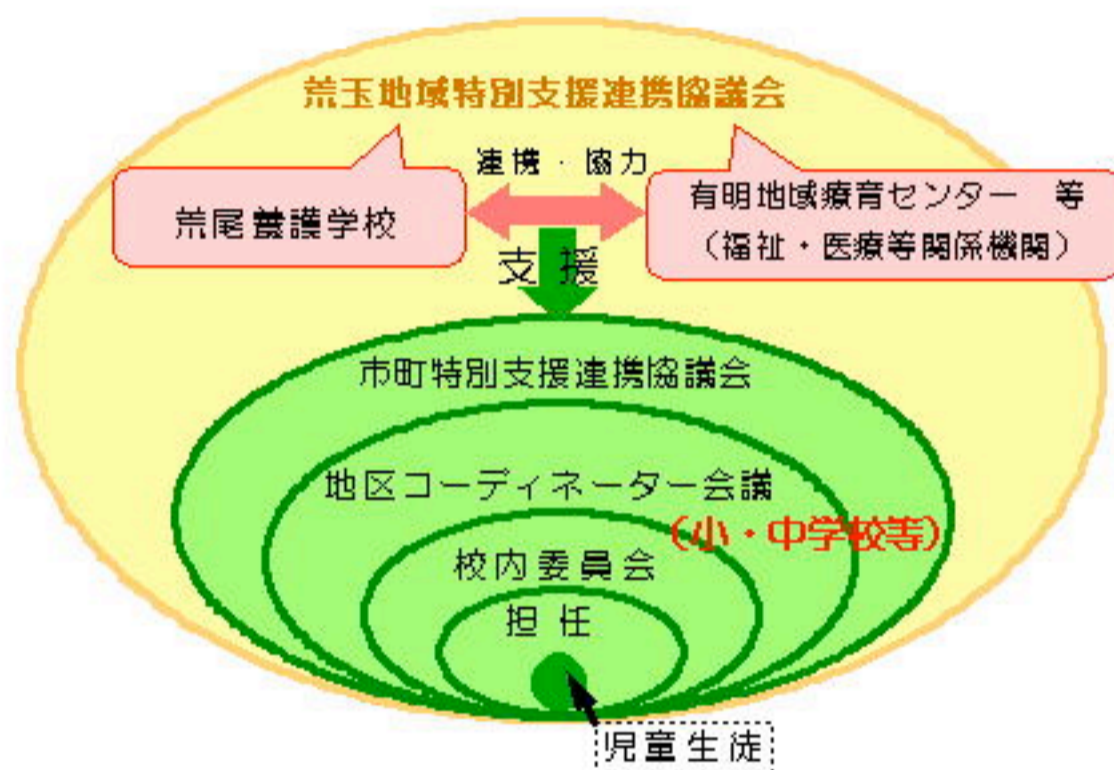 荒玉地域特別支援連携協議会
連携・協力
荒尾養護学校
有明地域療育センター 等
（福祉・医療等関係機関）
支援
市町特別支援連携協議会
地区コーディネーター会議
（小・中学校等）
校内委員会
担任
児童生徒